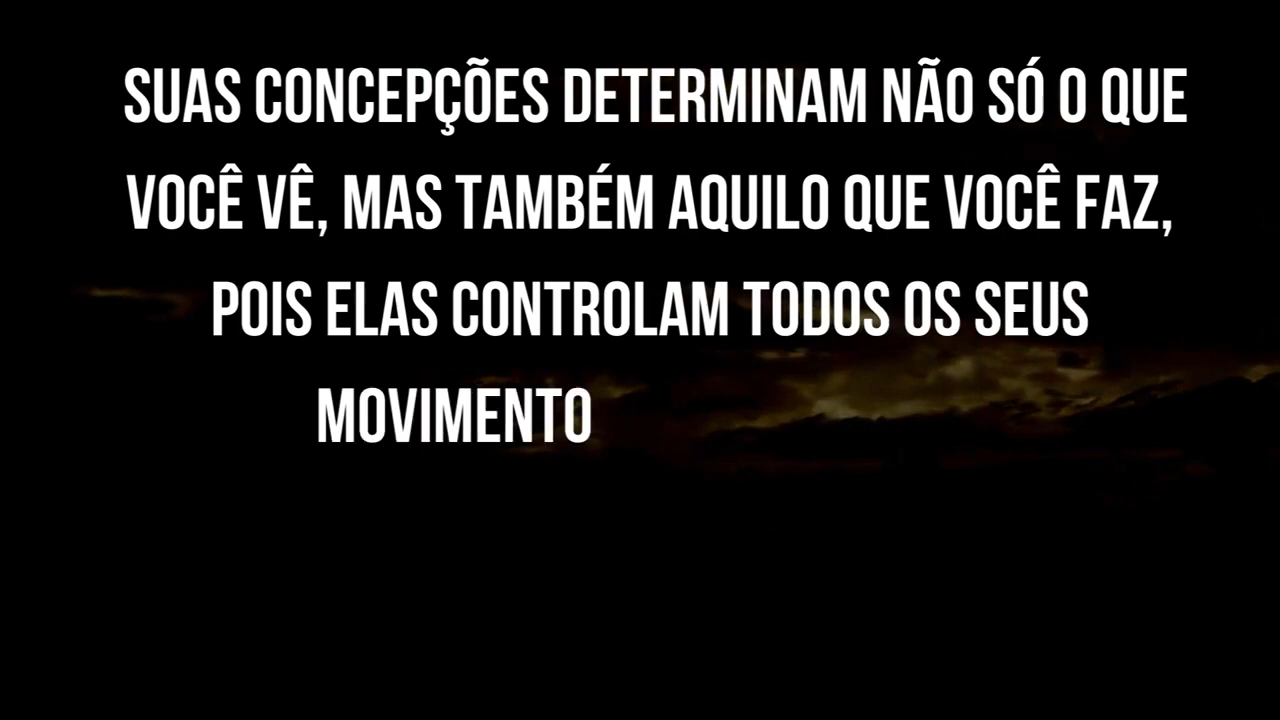 SUAS CONCEPÇÕES DETERMINAM NÃO SÓ O QUE
VOCÊ VÊ, MAS TAMBÉM AQUILO QUE VOCÊ FAZ,
POIS ELAS CONTROLAM TODOS OS SEUS
MOVIMENTO